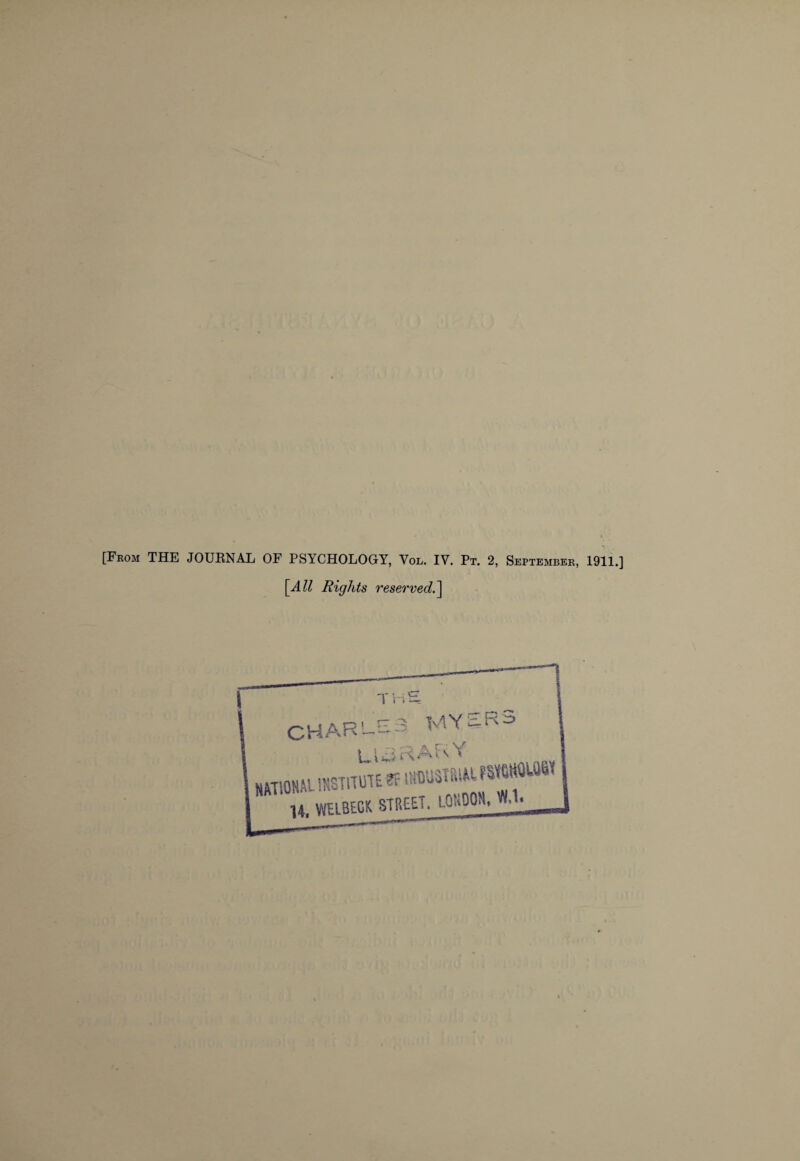 [From THE JOURNAL OF PSYCHOLOGY, Vol. IV. Pt. 2, September, 1911.]
[All Rights reserved.]
THE
CHARLES MYERS
LIBRARY
NATIONAL INSTITUTE OF INDUSTRIAL PSYCHOLOGY
14, WELBECK STREET. LONDON, W.1.